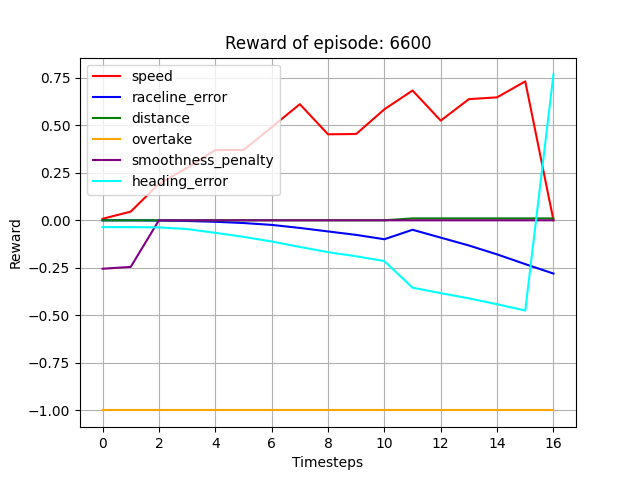 Reward of episode: 6600
Reward
0.75
0.50
0.25
0.00
−0.25
−0.50
−0.75
−1.00
speed
raceline_error
distance
overtake
smoothness_penalty
heading_error
0 2 4 6 8 10 12 14 16
Timesteps